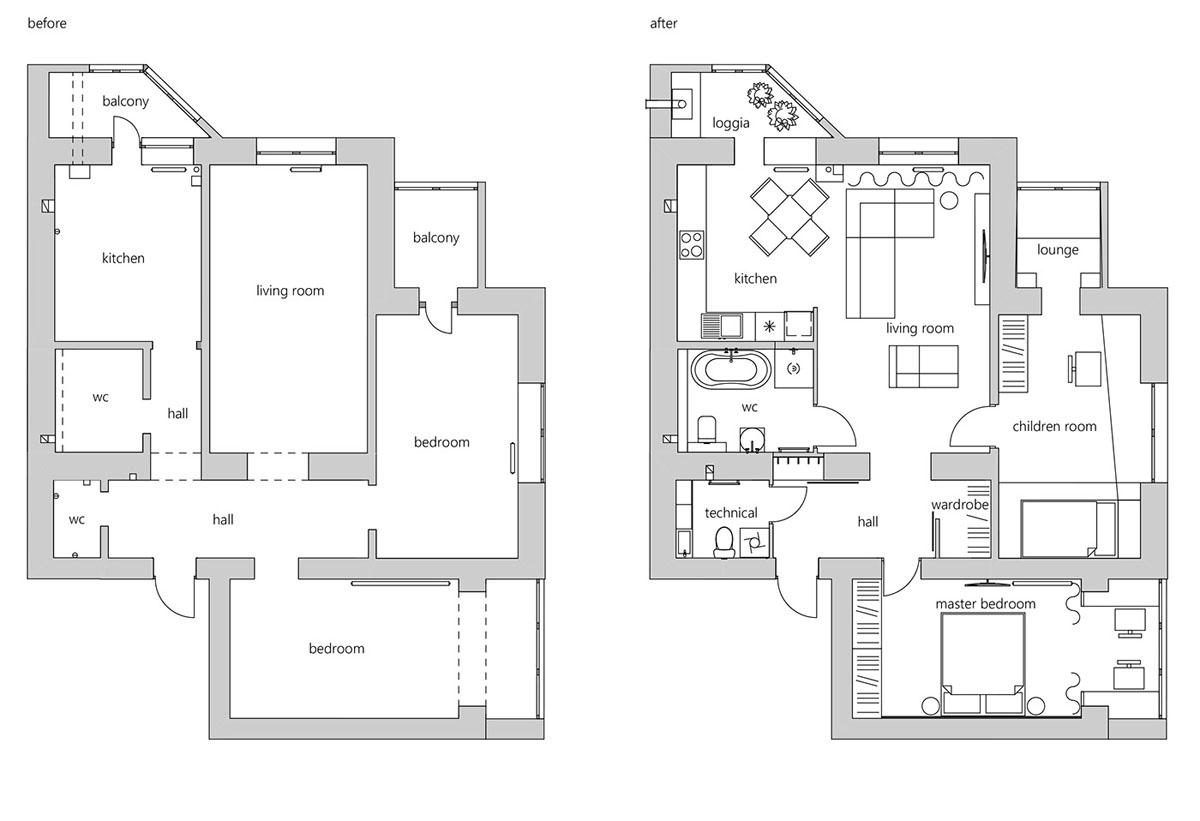 before
balcony
balcony
kitchen
living room
wc
hall
bedroom
wc
hall
bedroom
after
loggia
lounge
kitchen
living room
wc
children room
wardrobe
technical
hall
master bedroom